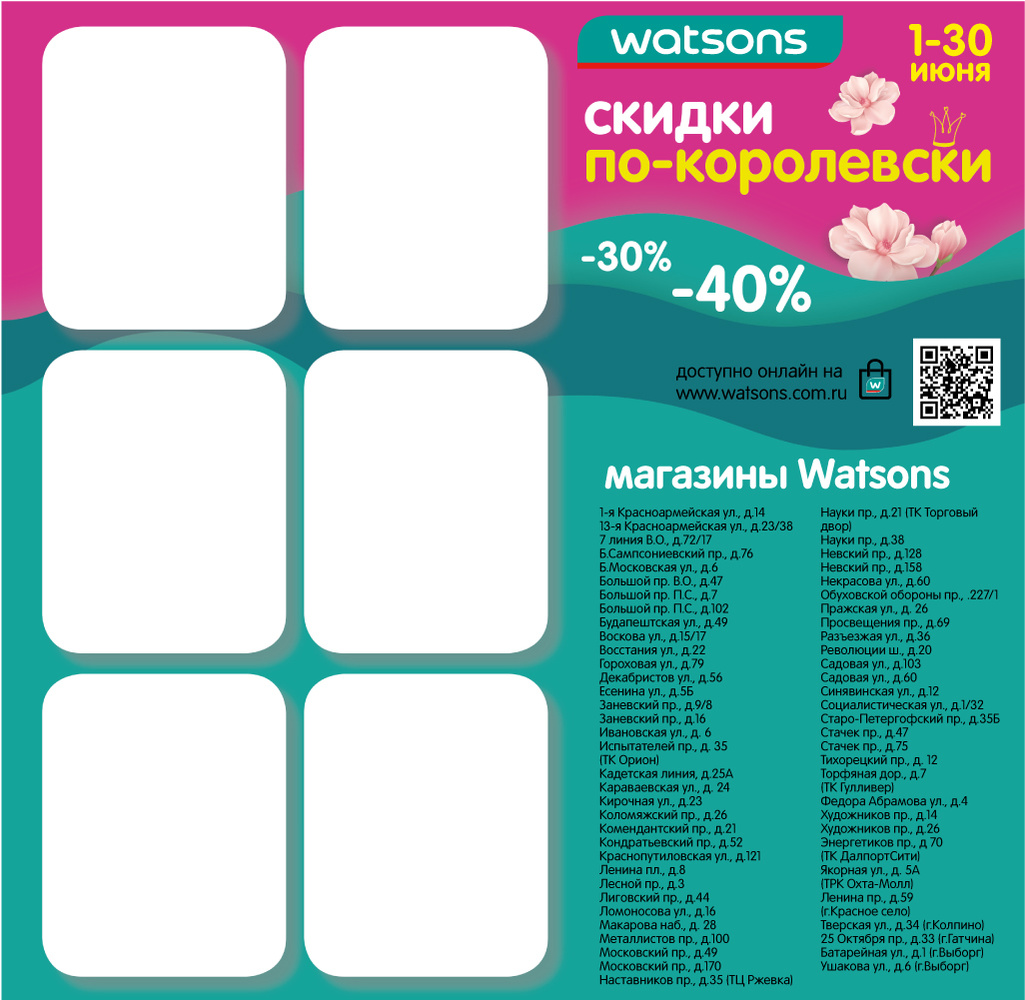 watsons
1-30
июня
скидки
по-королевски
-30%
-40%
доступно онлайн на
www.watsons.com.ru
w
магазины Watsons
1-я Красноармейская ул., д.14
13-я Красноармейская ул., д.23/38
7 линия В.О., д.72/17
Б.Сампсониевский пр., д.76
Б.Московская ул., д.6
Большой пр. В.О., д.47
Большой пр. П.С., д.7
Большой пр. П.С., д.102
Будапештская ул., д.49
Воскова ул., д.15/17
Восстания ул., д.22
Гороховая ул., д.79
Декабристов ул., д.56
Есенина ул., д.5Б
Заневский пр., д.9/8
Заневский пр., д.16
Ивановская ул., д. 6
Испытателей пр., д. 35
(ТК Орион)
Кадетская линия, д.25А
Караваевская ул., д. 24
Кирочная ул., д.23
Коломяжский пр., д.26
Комендантский пр., д.21
Кондратьевский пр., д.52
Краснопутиловская ул., д.121
Ленина пл., д.8
Лесной пр., д.3
Лиговский пр., д.44
Ломоносова ул., д.16
Макарова наб., д. 28
Металлистов пр., д.100
Московский пр., д.49
Московский пр., д.170
Наставников пр., д.35 (ТЦ Ржевка)
Науки пр., д.21 (ТК Торговый
двор)
Науки пр., д.38
Невский пр., д.128
Невский пр., д.158
Некрасова ул., д.60
Обуховской обороны пр., .227/1
Пражская ул., д. 26
Просвещения пр., д.69
Разъезжая ул., д.36
Революции ш., д.20
Садовая ул., д.103
Садовая ул., д.60
Синявинская ул., д.12
Социалистическая ул., д.1/32
Старо-Петергофский пр., д.35Б
Стачек пр., д.47
Стачек пр., д.75
Тихорецкий пр., д. 12
Торфяная дор., д.7
(ТК Гулливер)
Федора Абрамова ул., д.4
Художников пр., д.14
Художников пр., д.26
Энергетиков пр., д 70
(ТК ДалпортСити)
Якорная ул., д. 5А
(ТРК Охта-Молл)
Ленина пр., д.59
(г.Красное село)
Тверская ул., д.34 (г.Колпино)
25 Октября пр., д.33 (г.Гатчина)
Батарейная ул., д.1 (г.Выборг)
Ушакова ул., д.6 (г.Выборг)